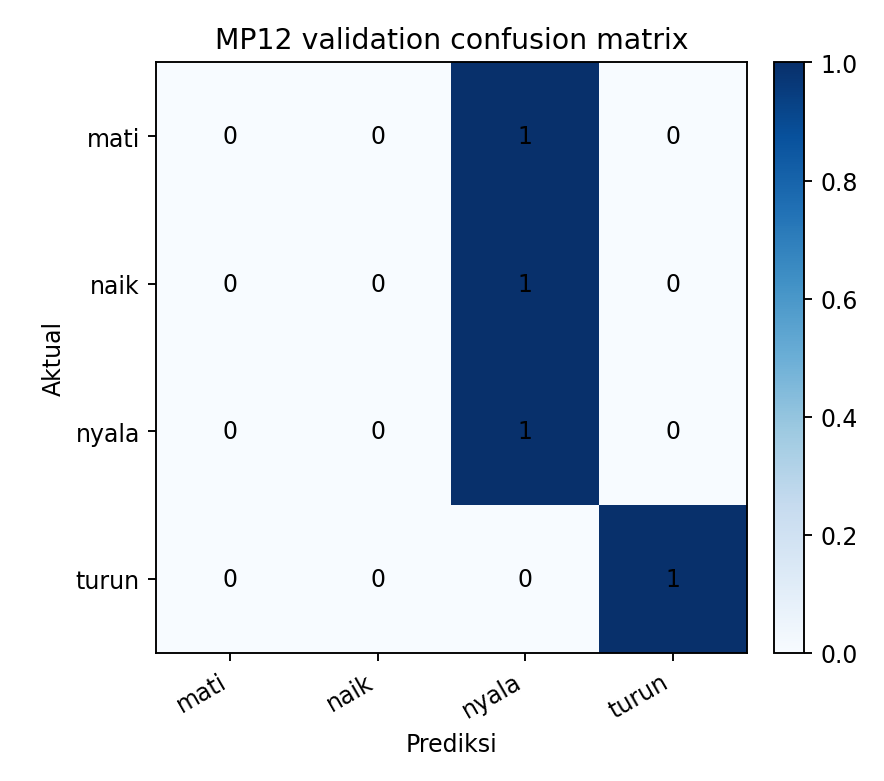 MP12 validation confusion matrix
1.0
mati 0 0 1 0
0.8
naik 0 0 1 0
0.6
Aktual
0.4
nyala 0 0 1 0
0.2
turun 0 0 0 1
0.0
mati naik nyala turun
Prediksi